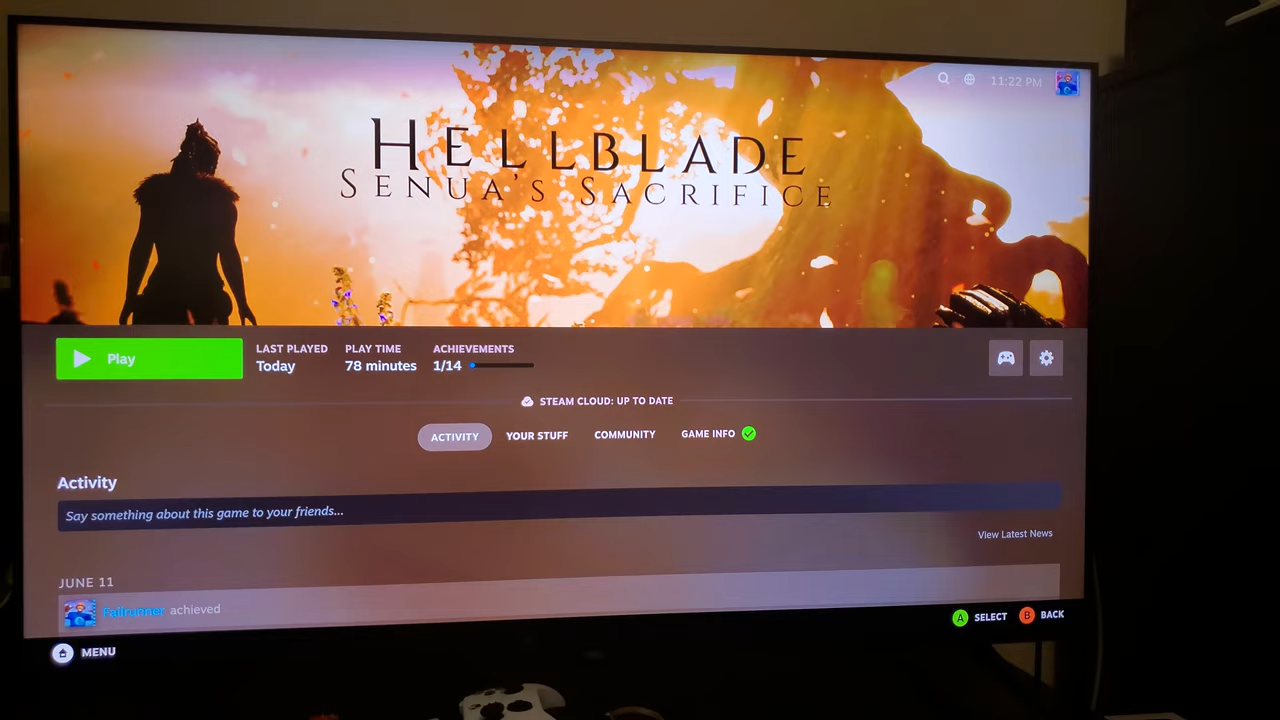 11:22 PM
HELLBLADE
SENUA'S SACRIFICE
Play
LAST PLAYED
Today
PLAY TIME
78 minutes
ACHIEVEMENTS
1/14
STEAM CLOUD: UP TO DATE
ACTIVITY
YOUR STUFF
COMMUNITY
GAME INFO
Activity
Say something about this game to your friends...
View Latest News
JUNE 11
Fallrunner achieved
A SELECT
B BACK
MENU